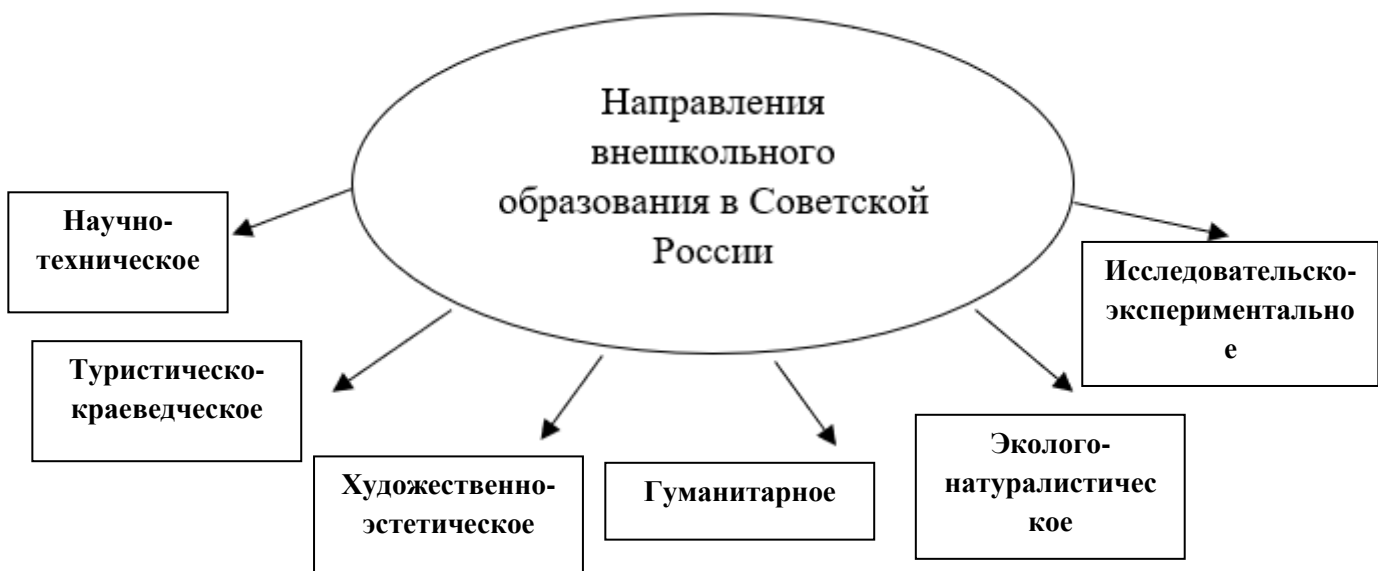 Направления
внешкольного
образования в Советской
России
Научно-
техническое
Туристическо-
краеведческое
Художественно-
эстетическое
Гуманитарное
Эколого-
натуралистичес
кое
Исследовательско-
экспериментально
е